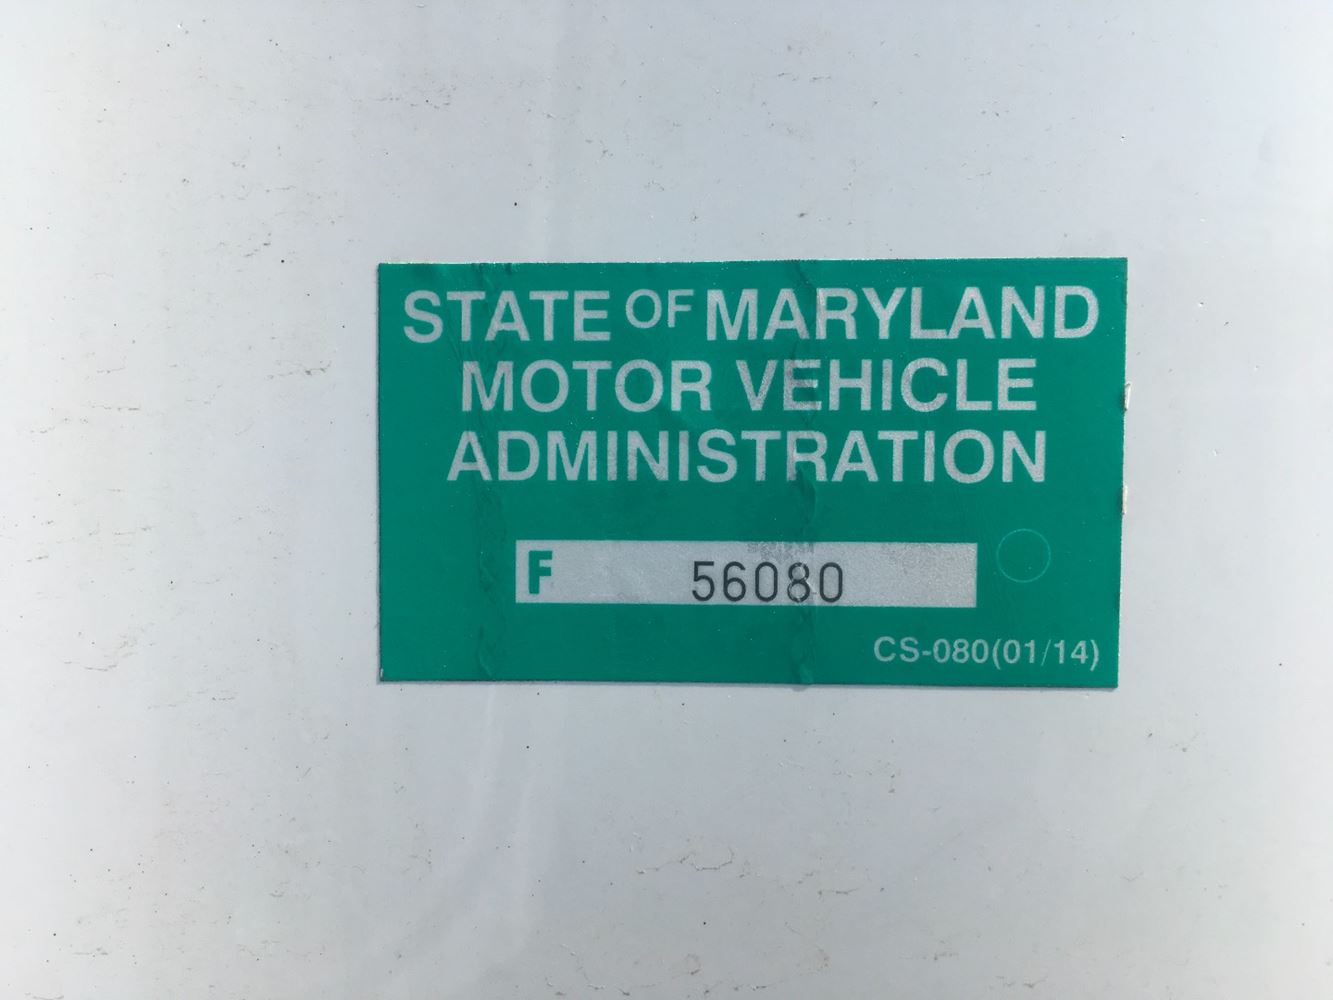 STATE OF MARYLAND
MOTOR VEHICLE
ADMINISTRATION
F 56080
CS-080(01/14)